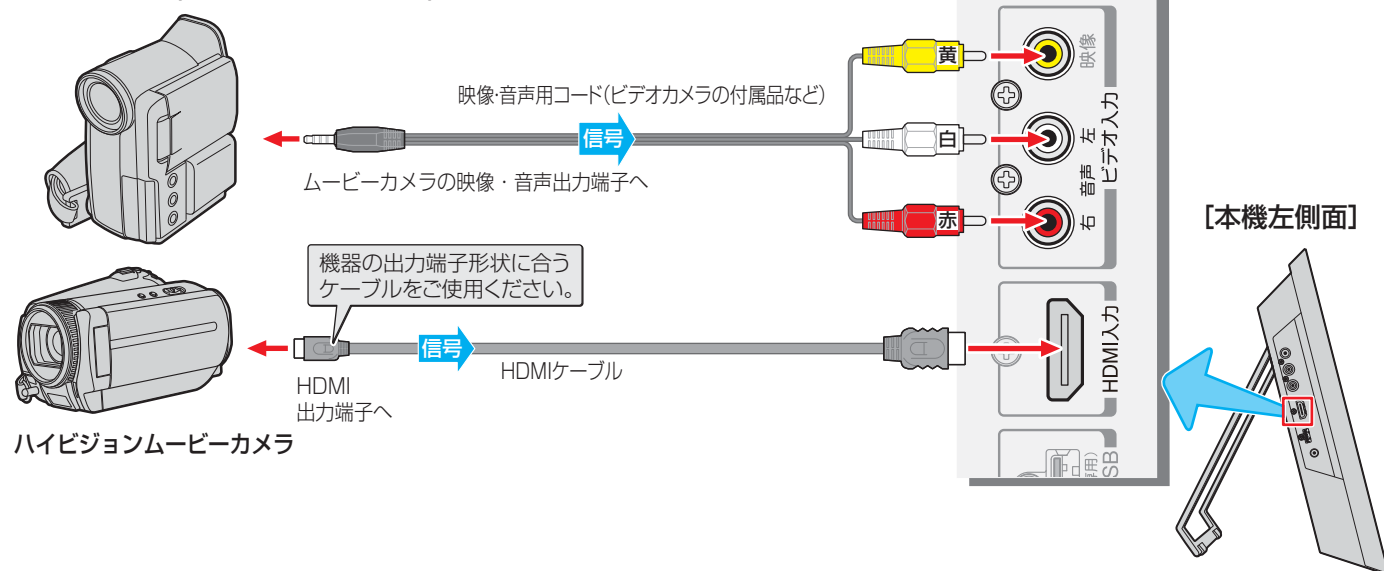 映像・音声用コード(ビデオカメラの付属品など)
信号
ムービーカメラの映像・音声出力端子へ
黄
白
赤
映像
左
音声
右
ビデオ入力
[本機左側面]
機器の出力端子形状に合う
ケーブルをご使用ください。
信号
HDMIケーブル
HDMI
出力端子へ
HDMI入力
ハイビジョンムービーカメラ